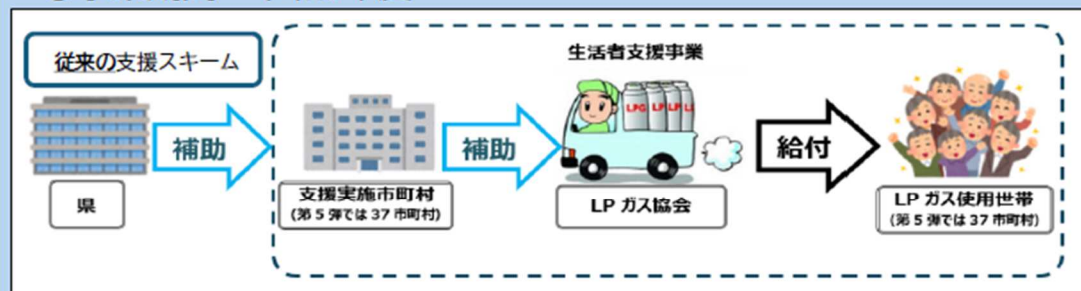 従来の支援スキーム
生活者支援事業
LPG LP LP L
補助
補助
給付
県
支援実施市町村
(第5弾では37市町村)
LPガス協会
LPガス使用世帯
(第5弾では37市町村)